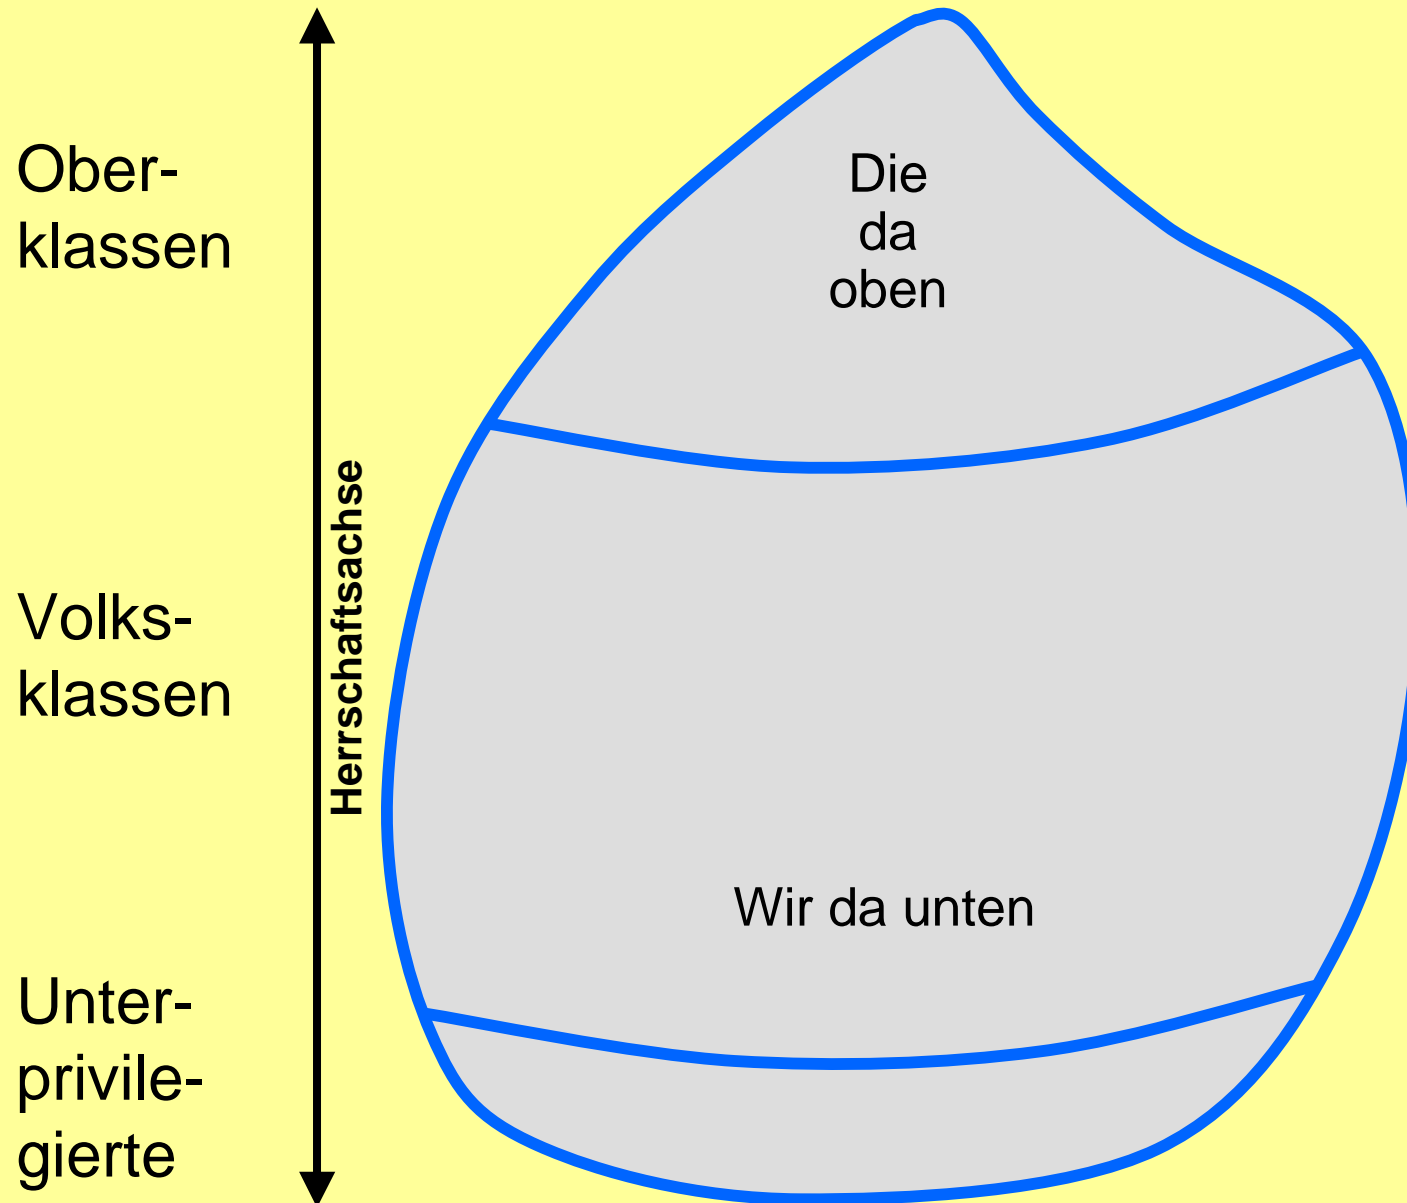 Ober-
klassen
Die
da
oben
Herrschaftsachse
Volks-
klassen
Wir da unten
Unter-
privile-
gierte